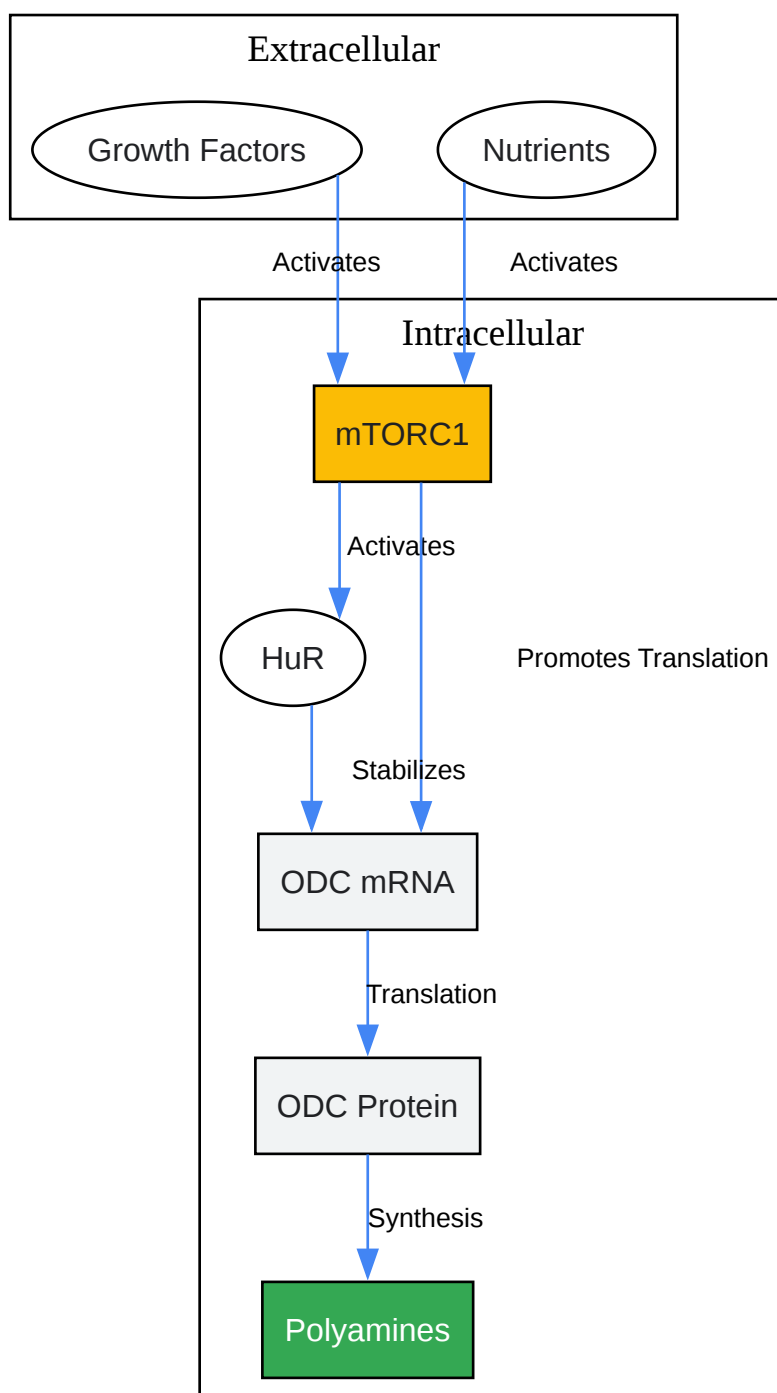 Extracellular
Growth Factors
Nutrients
Activates
Activates
Intracellular
mTORC1
Activates
HuR
Promotes Translation
Stabilizes
ODC mRNA
Translation
ODC Protein
Synthesis
Polyamines